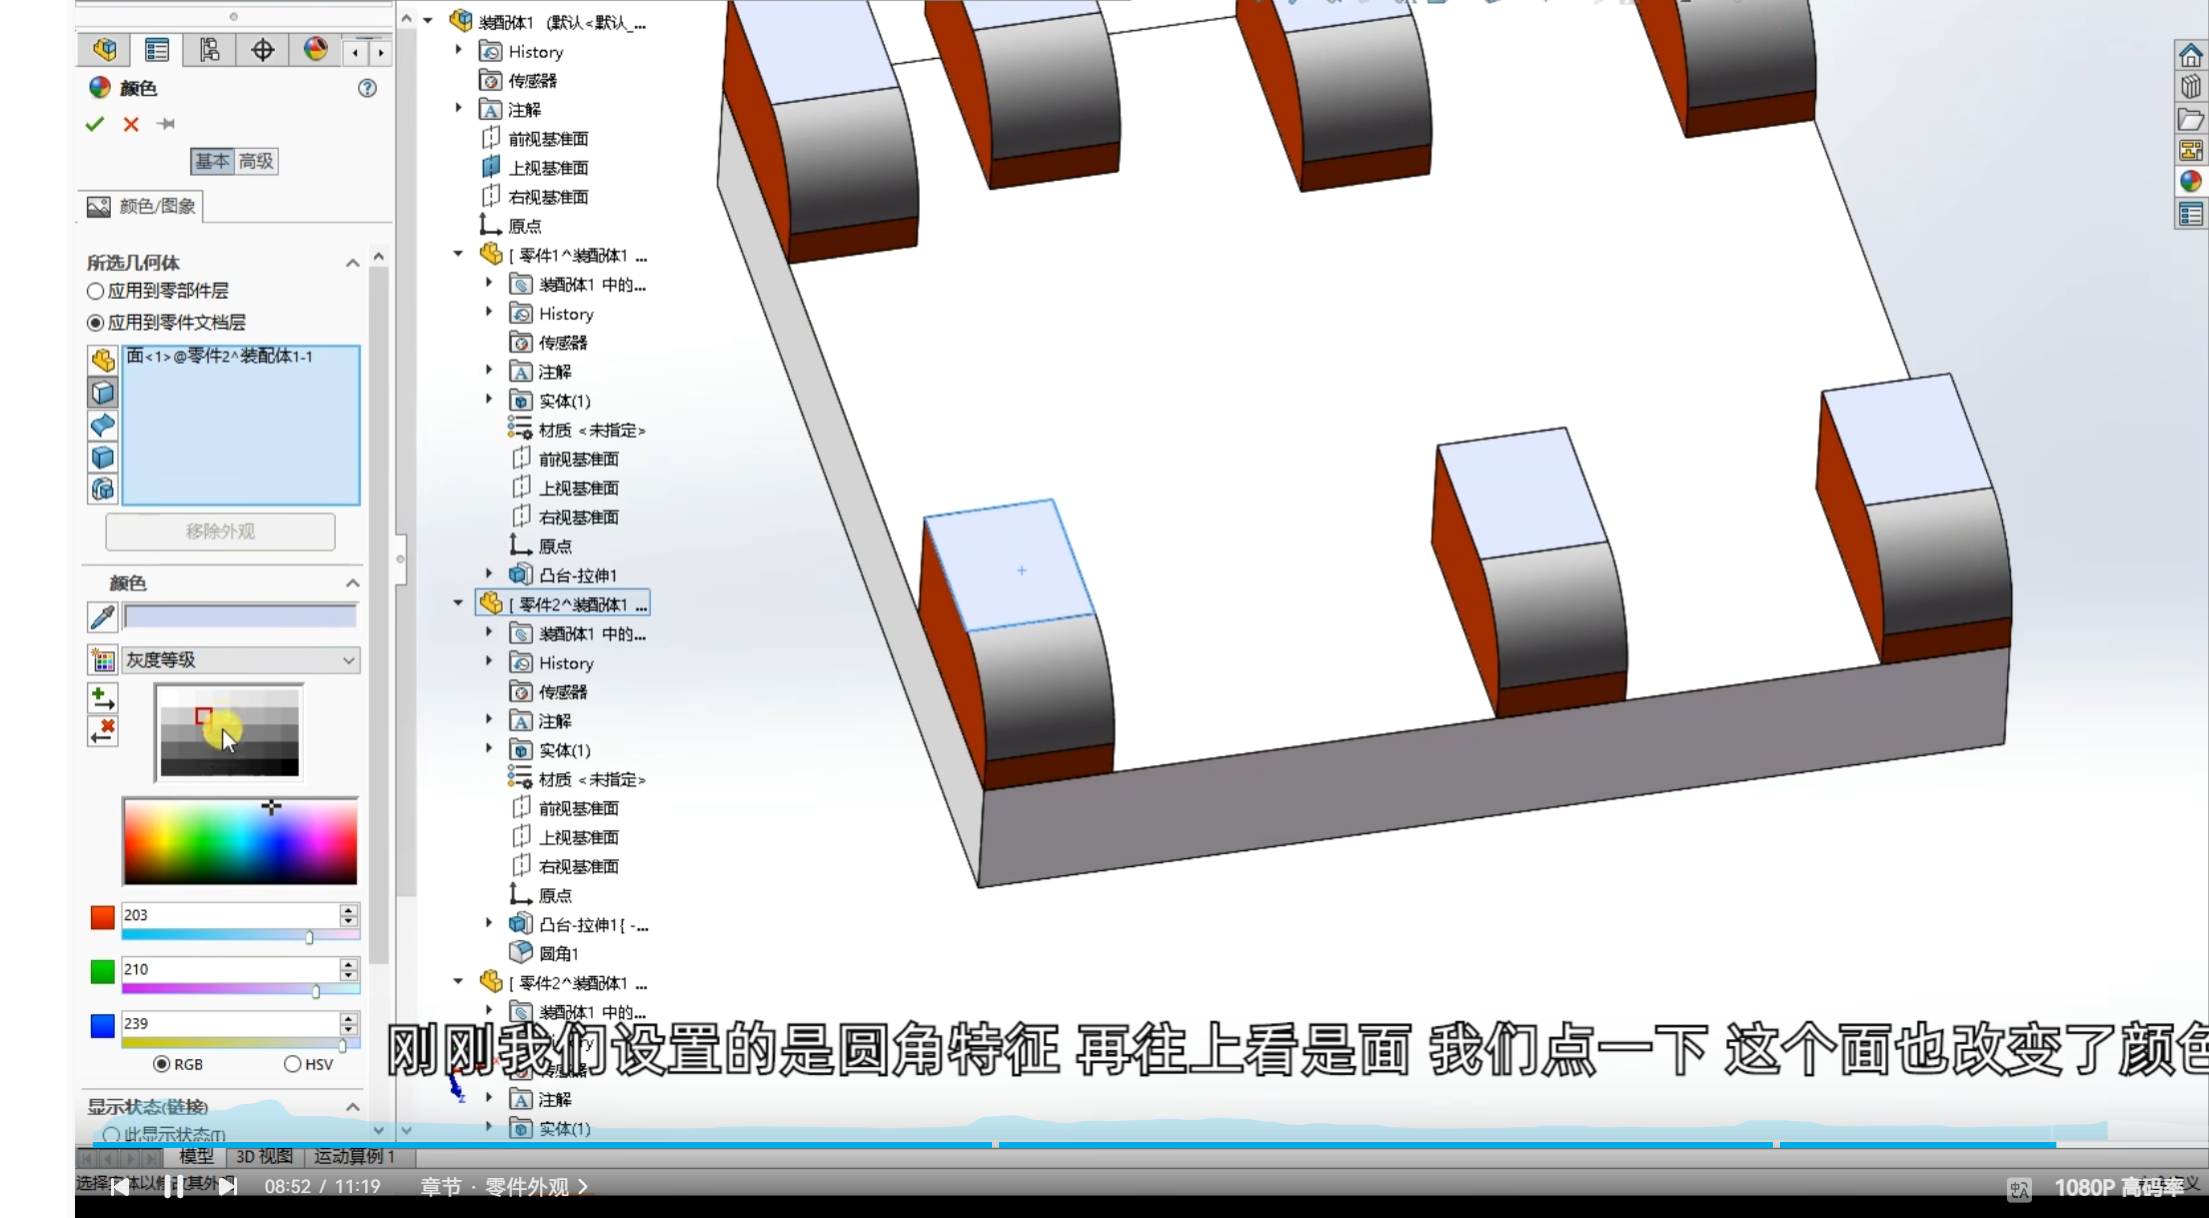 颜色
基本 高级
颜色/图象
所选几何体
应用到零部件层
应用到零件文档层
面<1>@零件2^装配体1-1
移除外观
颜色
灰度等级
203
210
239
RGB HSV
显示状态(链接)
此显示状态(T)
装配体1 (默认<默认_...
History
传感器
注解
前视基准面
上视基准面
右视基准面
原点
[ 零件1^装配体1 ...
装配体1 中的...
History
传感器
注解
实体(1)
材质 <未指定>
前视基准面
上视基准面
右视基准面
原点
凸台-拉伸1
[ 零件2^装配体1 ...
装配体1 中的...
History
传感器
注解
实体(1)
材质 <未指定>
前视基准面
上视基准面
右视基准面
原点
凸台-拉伸1{ -...
圆角1
[ 零件2^装配体1 ...
装配体1 中的...
传感器
注解
实体(1)
刚刚我们设置的是圆角特征 再往上看是面 我们点一下 这个面也改变了颜色
模型 3D 视图 运动算例 1
08:52 / 11:19 章节 · 零件外观 1080P 高码率